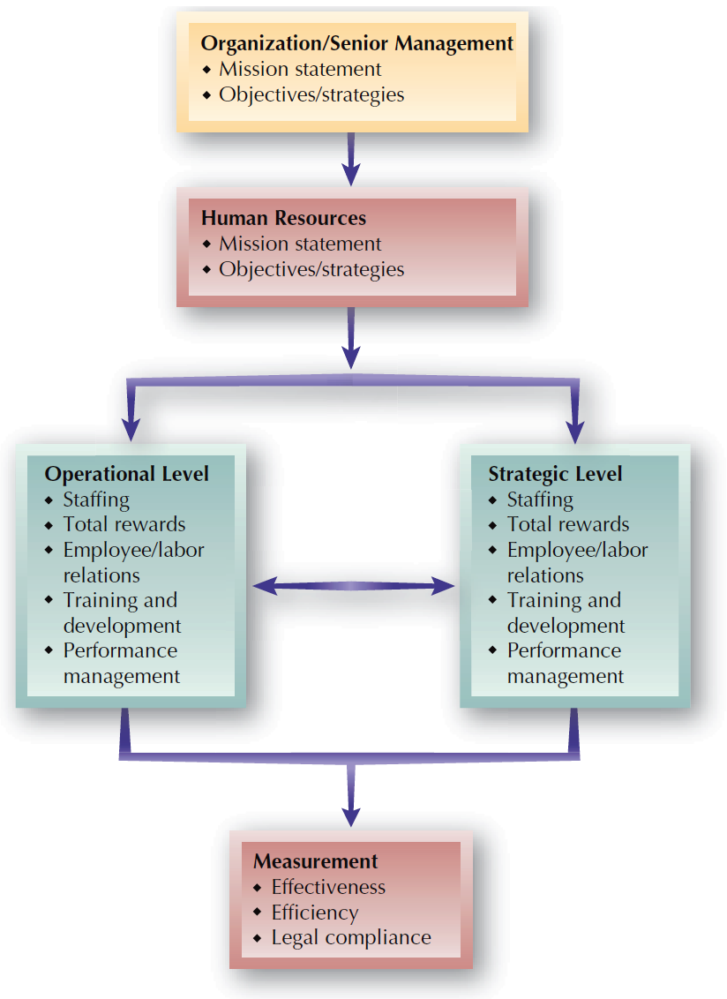 Organization/Senior Management
◆ Mission statement
◆ Objectives/strategies
Human Resources
◆ Mission statement
◆ Objectives/strategies
Operational Level
◆ Staffing
◆ Total rewards
◆ Employee/labor
relations
◆ Training and
development
◆ Performance
management
Strategic Level
◆ Staffing
◆ Total rewards
◆ Employee/labor
relations
◆ Training and
development
◆ Performance
management
Measurement
◆ Effectiveness
◆ Efficiency
◆ Legal compliance